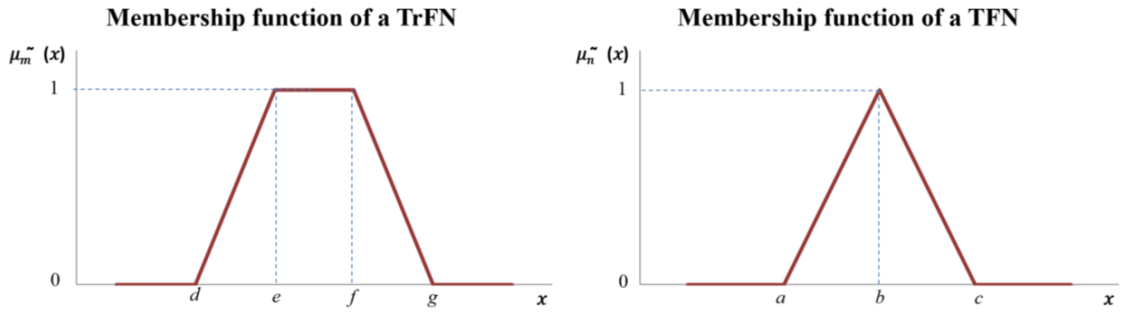 Membership function of a TrFN
μm̃ (x)
1
0
d e f g x
Membership function of a TFN
μñ (x)
1
0
a b c x